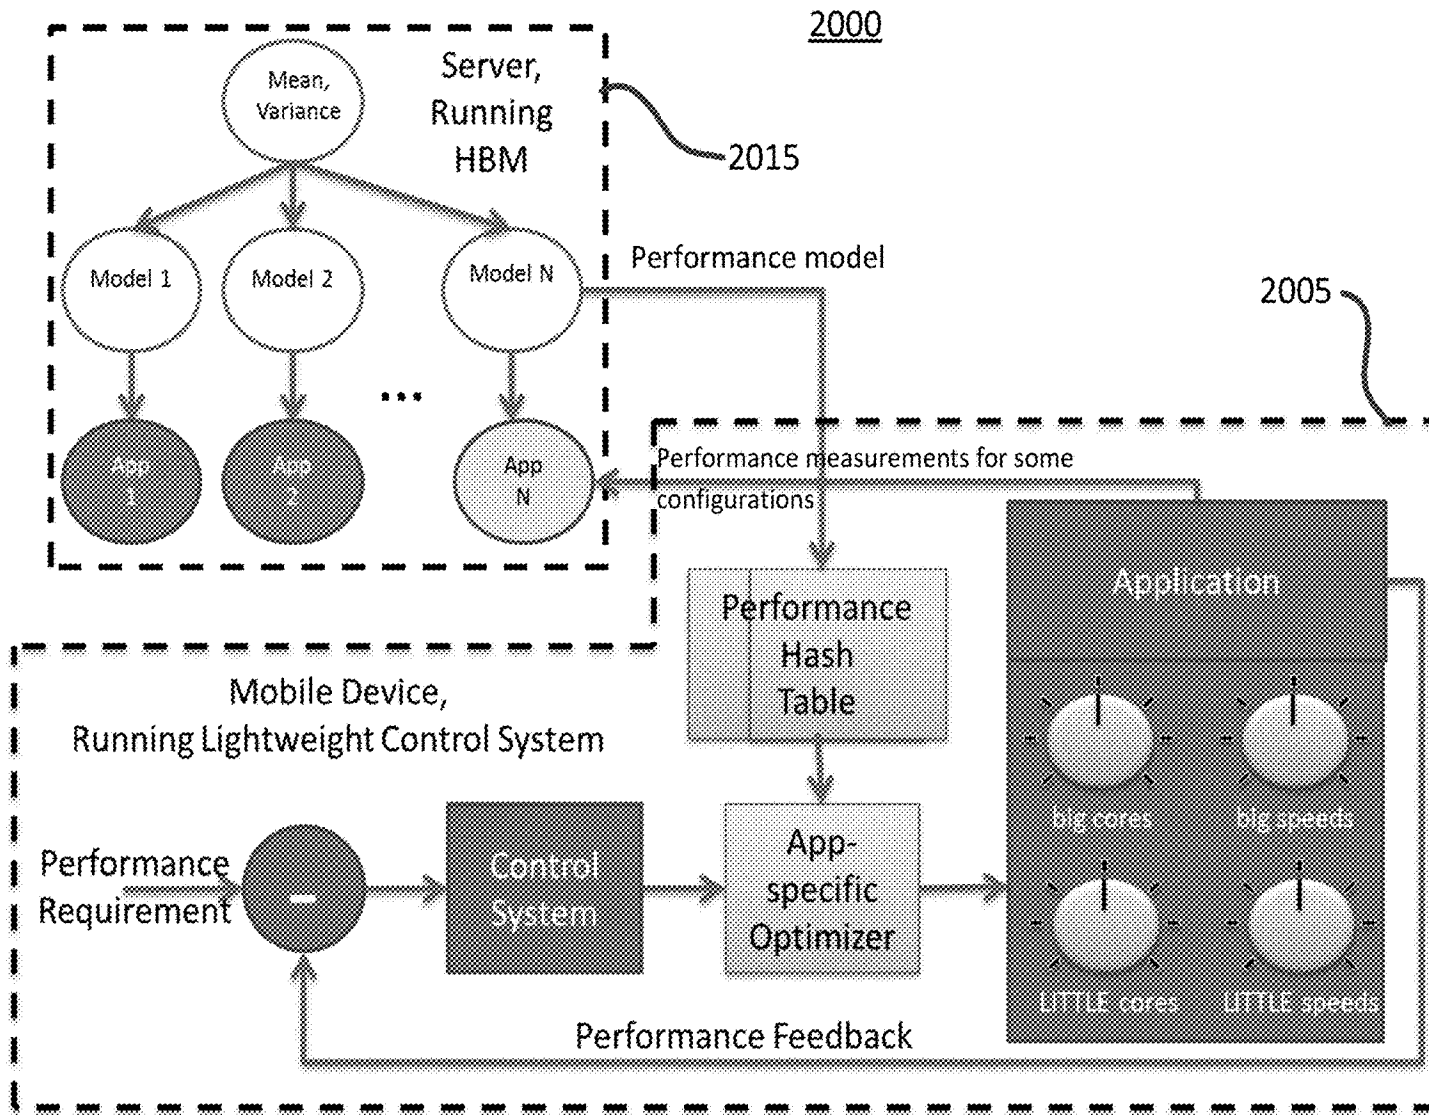 2000
Mean,
Variance
Server,
Running
HBM
2015
Model 1
Model 2
Model N
Performance model
2005
...
App
1
App
2
App
N
Performance measurements for some
configurations
Application
Performance
Hash
Table
Mobile Device,
Running Lightweight Control System
big cores
big speeds
Performance
Requirement
–
Control
System
App-
specific
Optimizer
LITTLE cores
LITTLE speeds
Performance Feedback